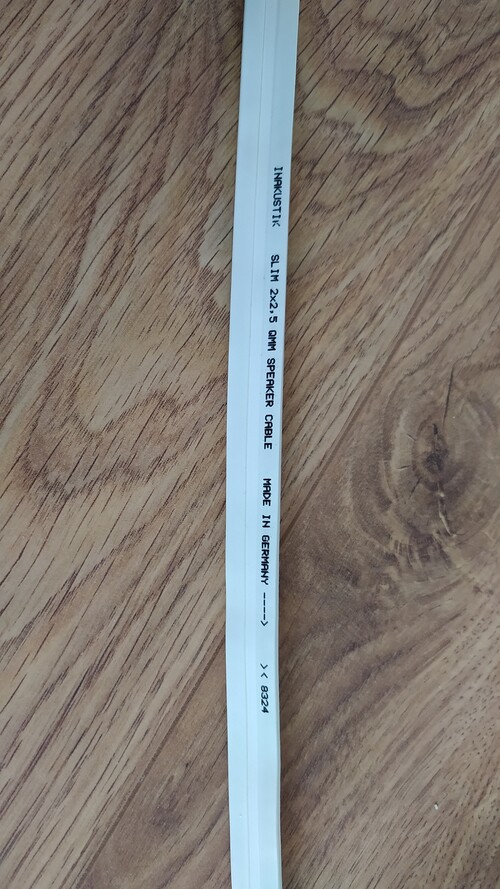 INAKUSTIK SLIM 2x2,5 QMM SPEAKER CABLE MADE IN GERMANY ----> >< 8324